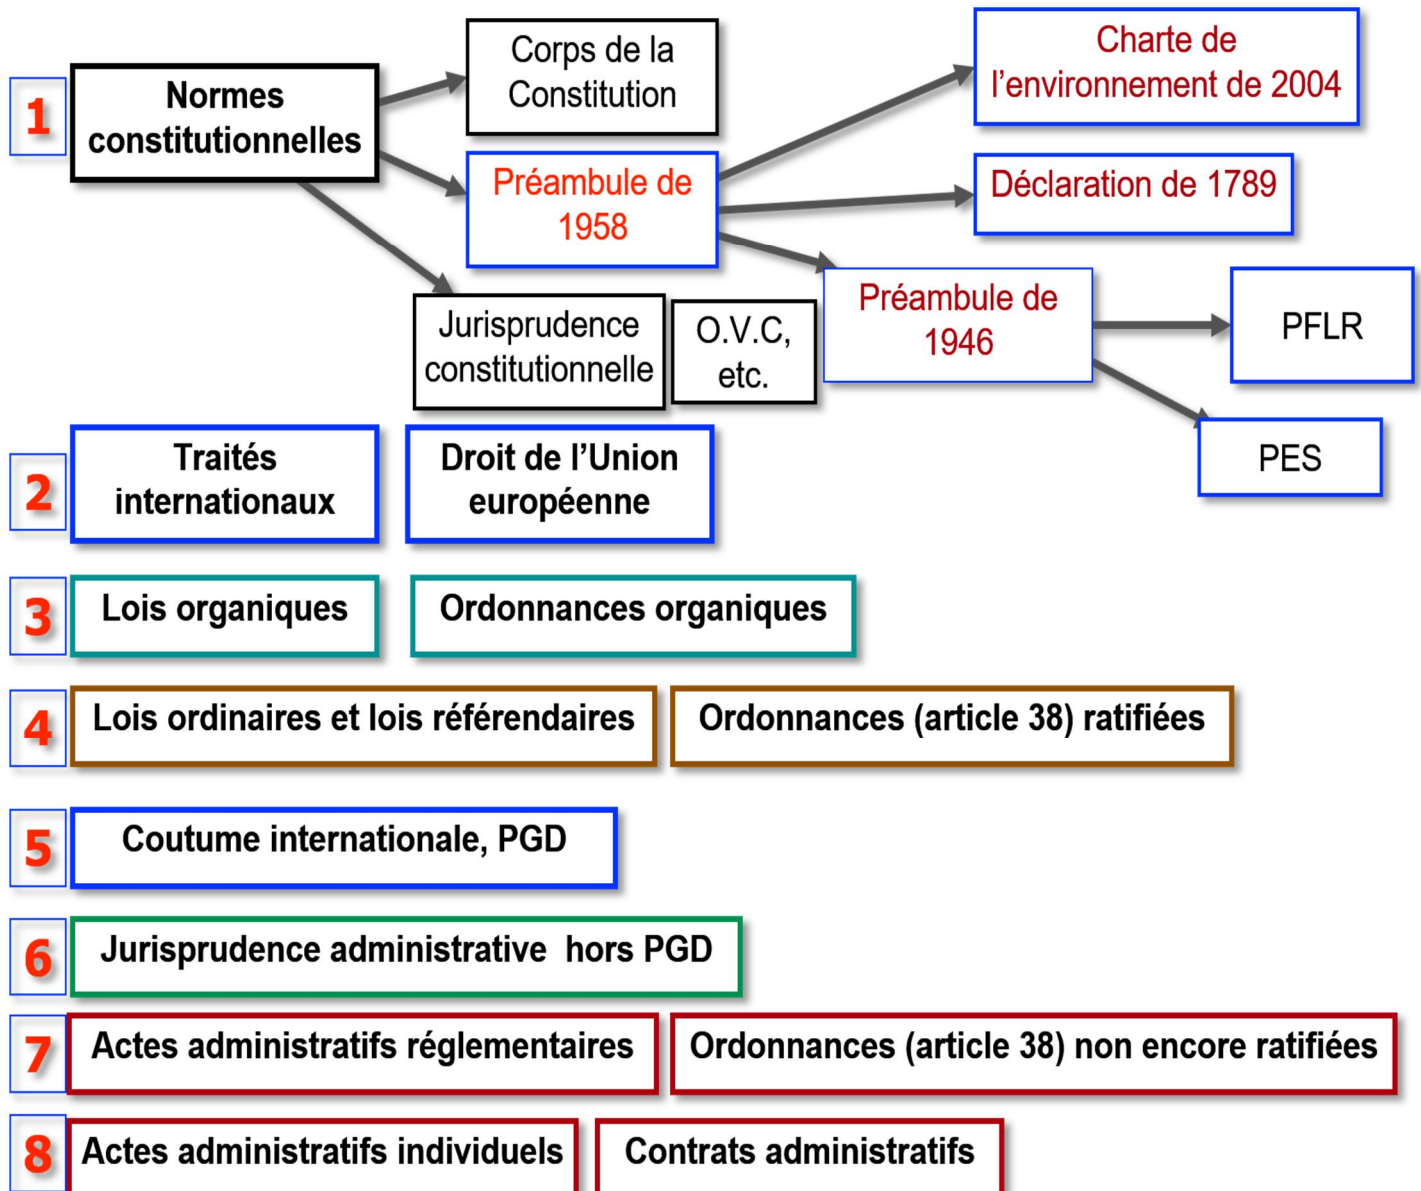 1
Normes
constitutionnelles
Corps de la
Constitution
Préambule de
1958
Charte de
l’environnement de 2004
Déclaration de 1789
Préambule de
1946
PFLR
PES
Jurisprudence
constitutionnelle
O.V.C,
etc.
2
Traités
internationaux
Droit de l’Union
européenne
3
Lois organiques
Ordonnances organiques
4
Lois ordinaires et lois référendaires
Ordonnances (article 38) ratifiées
5
Coutume internationale, PGD
6
Jurisprudence administrative  hors PGD
7
Actes administratifs réglementaires
Ordonnances (article 38) non encore ratifiées
8
Actes administratifs individuels
Contrats administratifs